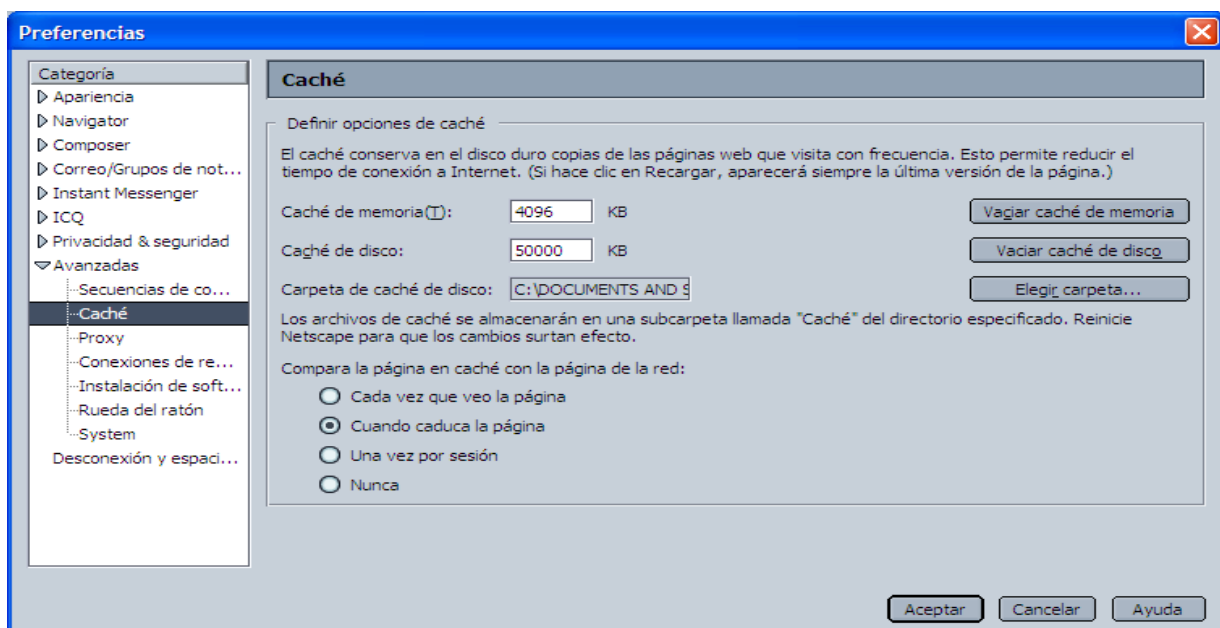 Preferencias
Categoría
Apariencia
Navigator
Composer
Correo/Grupos de not...
Instant Messenger
ICQ
Privacidad & seguridad
Avanzadas
Secuencias de co...
Caché
Proxy
Conexiones de re...
Instalación de soft...
Rueda del ratón
System
Desconexión y espaci...
Caché
Definir opciones de caché
El caché conserva en el disco duro copias de las páginas web que visita con frecuencia. Esto permite reducir el
tiempo de conexión a Internet. (Si hace clic en Recargar, aparecerá siempre la última versión de la página.)
Caché de memoria(T): 4096 KB Vaciar caché de memoria
Caché de disco: 50000 KB Vaciar caché de disco
Carpeta de caché de disco: C:\DOCUMENTS AND S Elegir carpeta...
Los archivos de caché se almacenarán en una subcarpeta llamada "Caché" del directorio especificado. Reinicie
Netscape para que los cambios surtan efecto.
Compara la página en caché con la página de la red:
Cada vez que veo la página
Cuando caduca la página
Una vez por sesión
Nunca
Aceptar Cancelar Ayuda